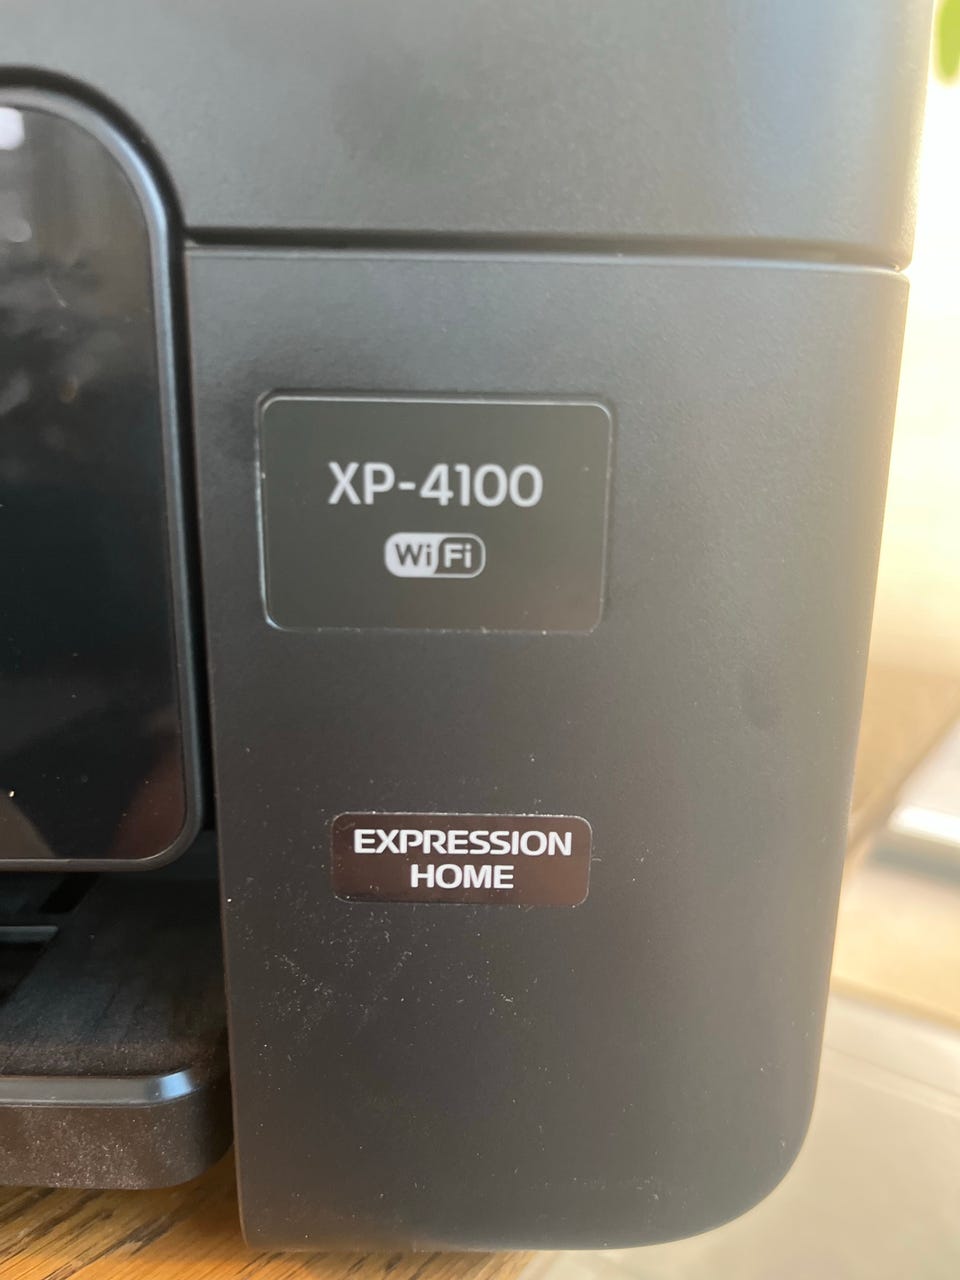 XP-4100
WiFi
EXPRESSION
HOME